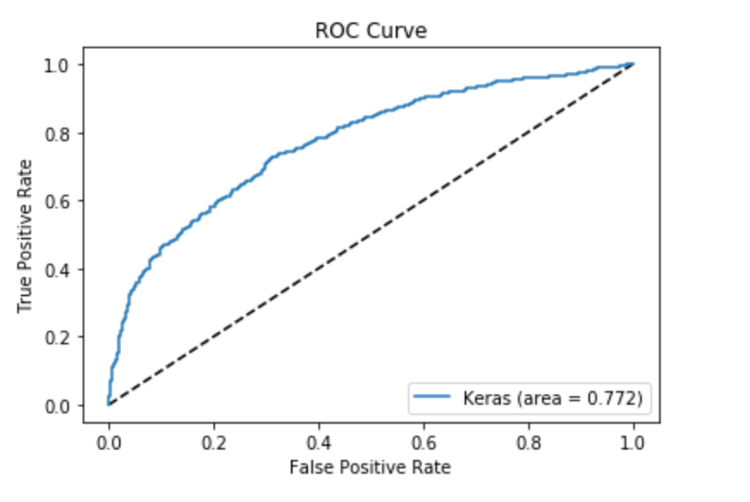 ROC Curve
1.0
0.8
0.6
0.4
0.2
0.0
True Positive Rate
Keras (area = 0.772)
0.0 0.2 0.4 0.6 0.8 1.0
False Positive Rate